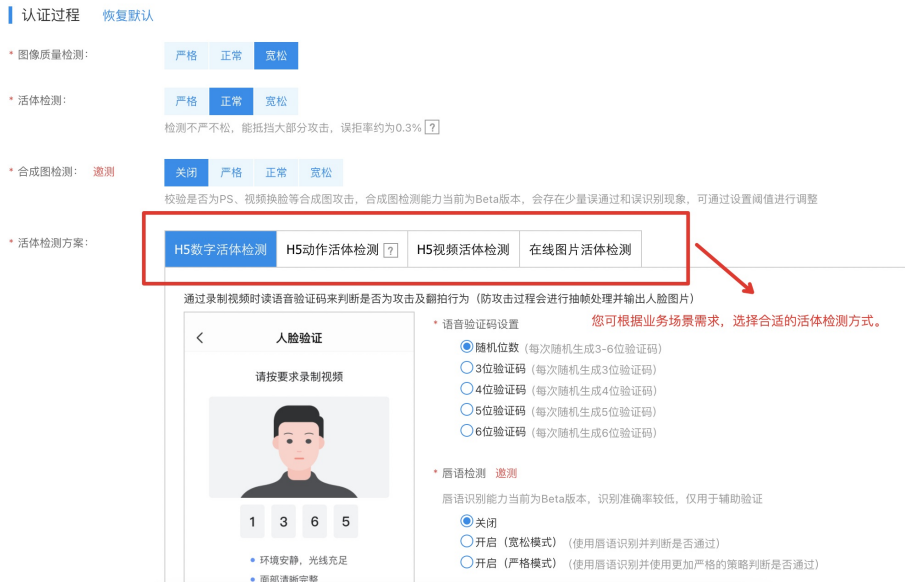 认证过程 恢复默认
* 图像质量检测: 严格 正常 宽松
* 活体检测: 严格 正常 宽松
检测不严不松，能抵挡大部分攻击，误拒率约为0.3% ?
* 合成图检测: 邀测 关闭 严格 正常 宽松
校验是否为PS、视频换脸等合成图攻击，合成图检测能力当前为Beta版本，会存在少量误通过和误识别现象，可通过设置阈值进行调整
* 活体检测方案: H5数字活体检测 H5动作活体检测 ? H5视频活体检测 在线图片活体检测
通过录制视频时读语音验证码来判断是否为攻击及翻拍行为（防攻击过程会进行抽帧处理并输出人脸图片）
您可根据业务场景需求，选择合适的活体检测方式。
人脸验证
请按要求录制视频
1 3 6 5
环境安静，光线充足
面部清晰完整
* 语音验证码设置
随机位数（每次随机生成3-6位验证码）
3位验证码（每次随机生成3位验证码）
4位验证码（每次随机生成4位验证码）
5位验证码（每次随机生成5位验证码）
6位验证码（每次随机生成6位验证码）
* 唇语检测 邀测
唇语识别能力当前为Beta版本，识别准确率较低，仅用于辅助验证
关闭
开启（宽松模式）（使用唇语识别并判断是否通过）
开启（严格模式）（使用唇语识别并使用更加严格的策略判断是否通过）